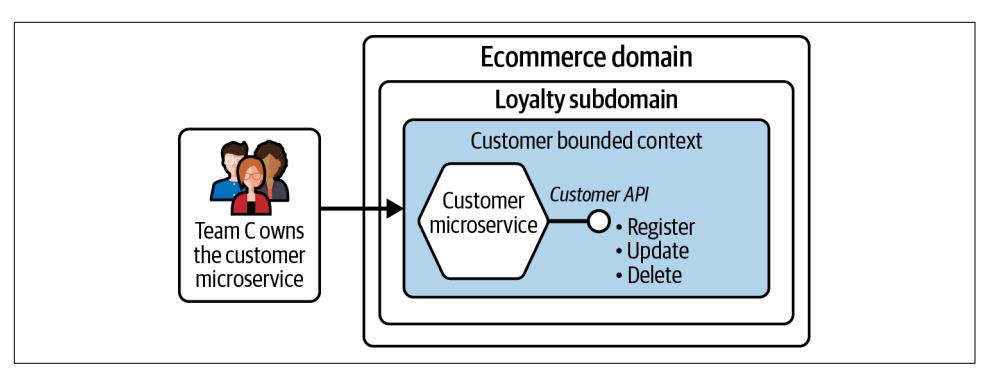 Ecommerce domain
Loyalty subdomain
Customer bounded context
Team C owns
the customer
microservice
Customer
microservice
Customer API
• Register
• Update
• Delete